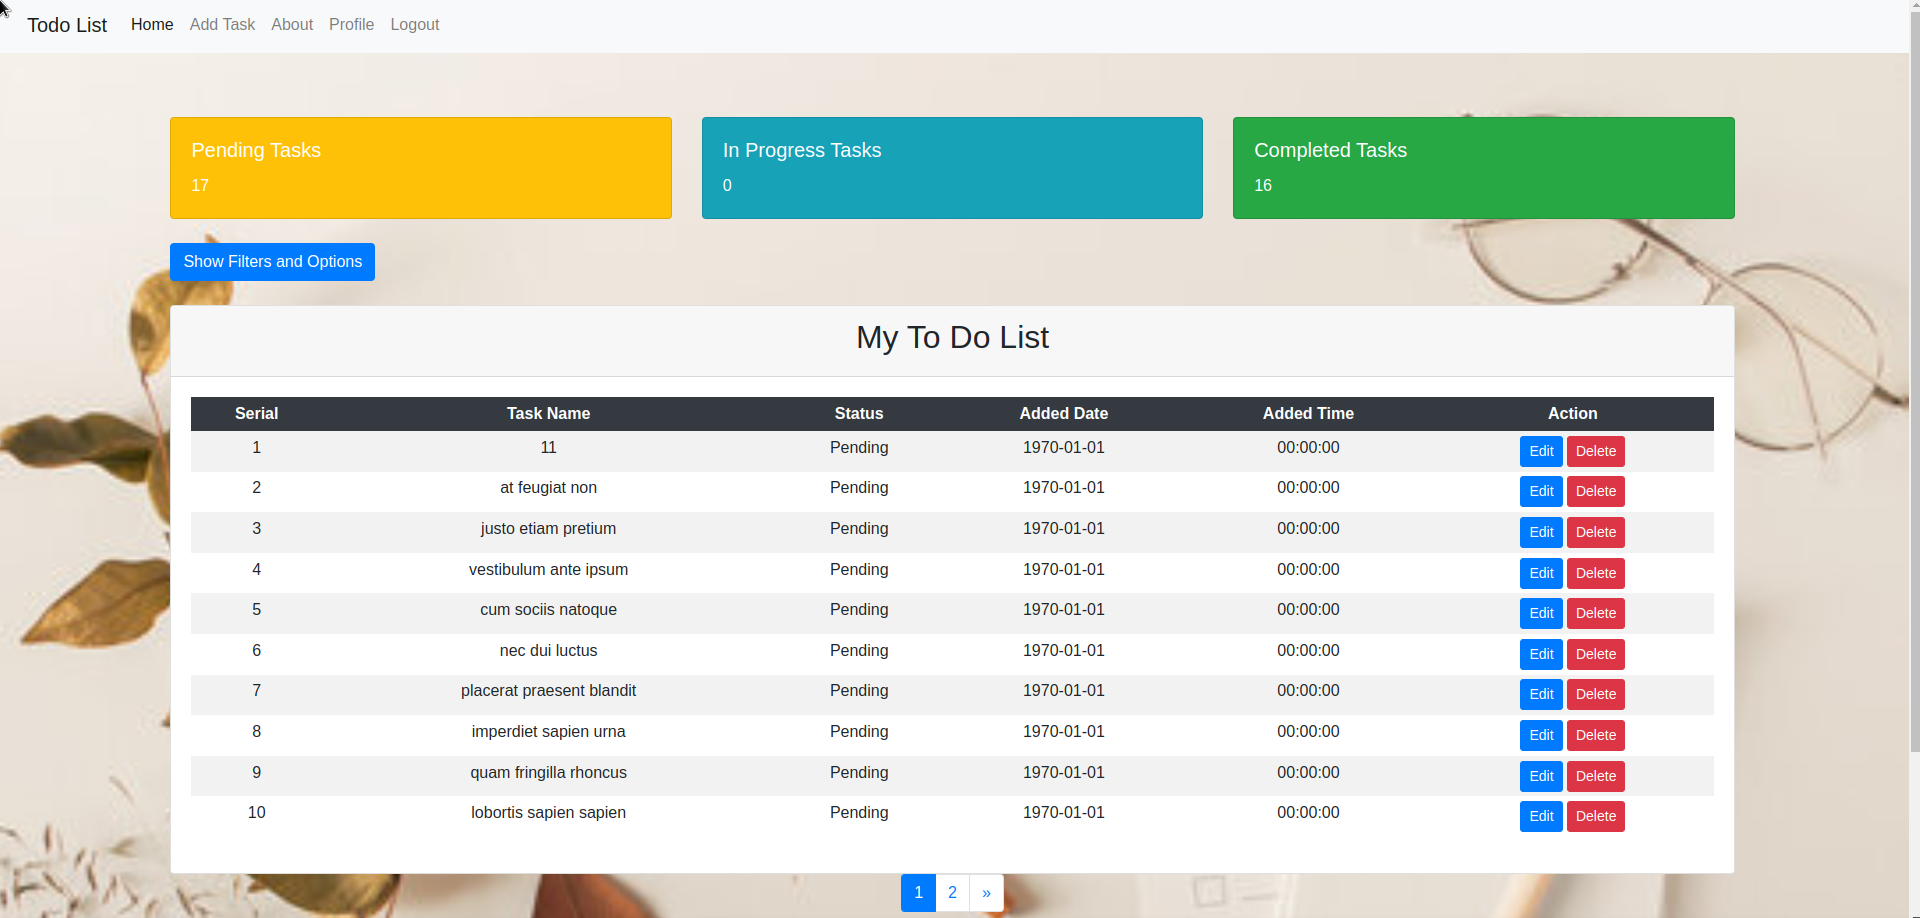 Todo List Home Add Task About Profile Logout
Pending Tasks
17
In Progress Tasks
0
Completed Tasks
16
Show Filters and Options
My To Do List
Serial Task Name Status Added Date Added Time Action
1 11 Pending 1970-01-01 00:00:00 Edit Delete
2 at feugiat non Pending 1970-01-01 00:00:00 Edit Delete
3 justo etiam pretium Pending 1970-01-01 00:00:00 Edit Delete
4 vestibulum ante ipsum Pending 1970-01-01 00:00:00 Edit Delete
5 cum sociis natoque Pending 1970-01-01 00:00:00 Edit Delete
6 nec dui luctus Pending 1970-01-01 00:00:00 Edit Delete
7 placerat praesent blandit Pending 1970-01-01 00:00:00 Edit Delete
8 imperdiet sapien urna Pending 1970-01-01 00:00:00 Edit Delete
9 quam fringilla rhoncus Pending 1970-01-01 00:00:00 Edit Delete
10 lobortis sapien sapien Pending 1970-01-01 00:00:00 Edit Delete
1 2 »